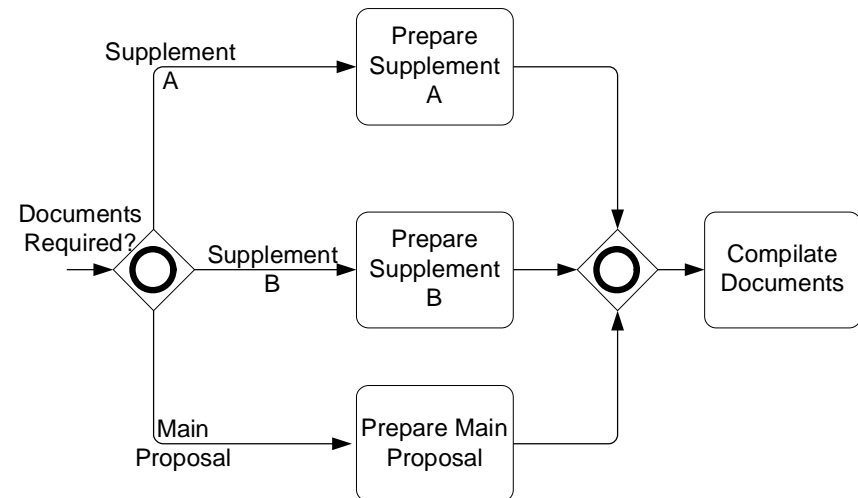 Supplement
A
Prepare
Supplement
A
Documents
Required?
Supplement
B
Prepare
Supplement
B
Compilate
Documents
Main
Proposal
Prepare Main
Proposal